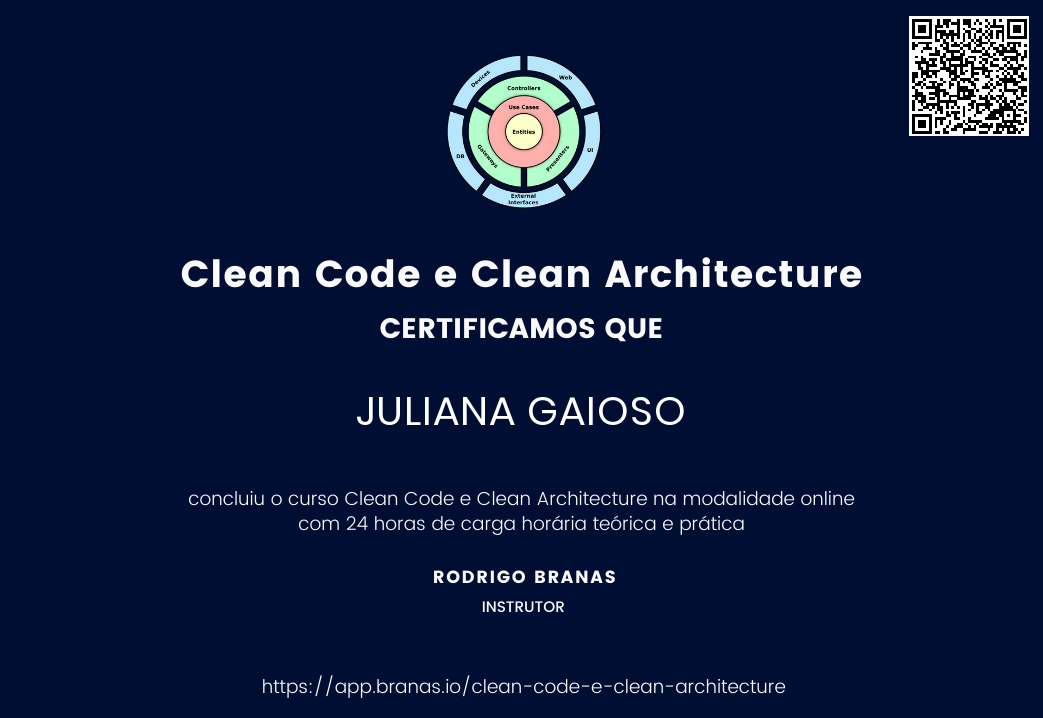 Devices
Web
Controllers
Use Cases
Entities
DB
Gateways
Presenters
UI
External
Interfaces
Clean Code e Clean Architecture
CERTIFICAMOS QUE
JULIANA GAIOSO
concluiu o curso Clean Code e Clean Architecture na modalidade online
com 24 horas de carga horária teórica e prática
RODRIGO BRANAS
INSTRUTOR
https://app.branas.io/clean-code-e-clean-architecture